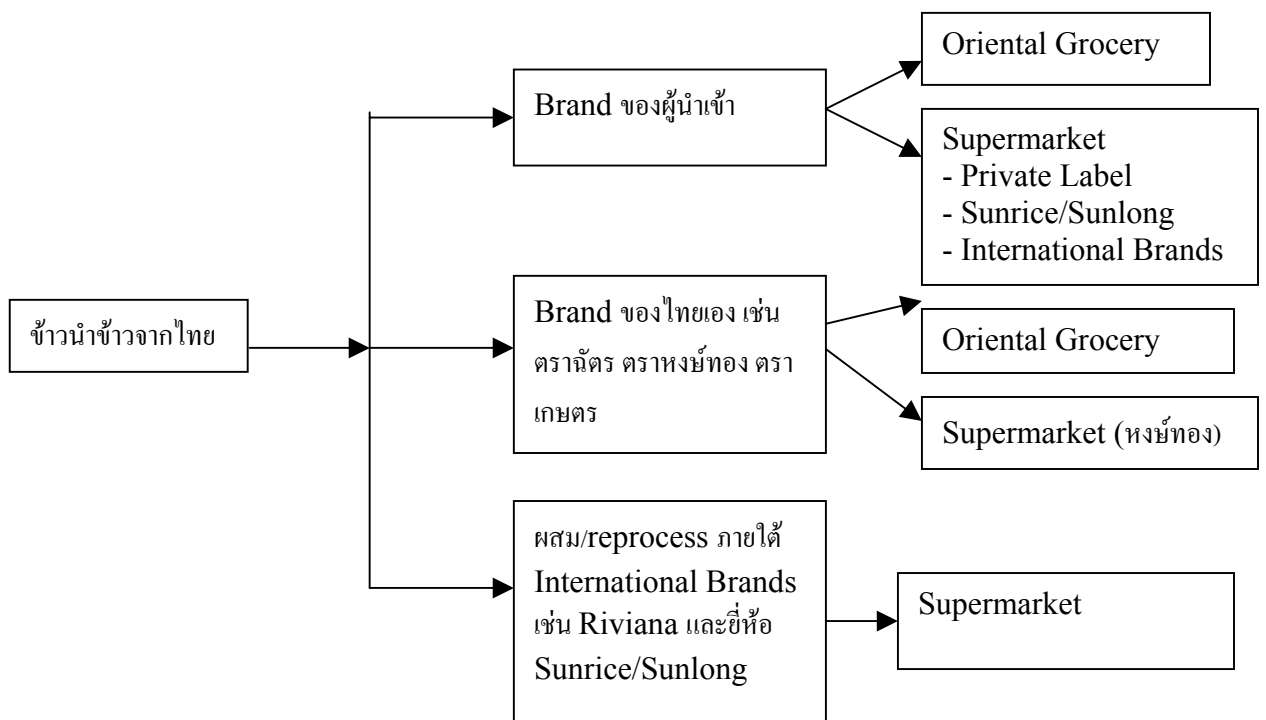 Oriental Grocery
Brand ของผู้นำเข้า
Supermarket
- Private Label
- Sunrice/Sunlong
- International Brands
ข้าวนำข้าวจากไทย
Brand ของไทยเอง เช่น
ตราฉัตร ตราหงษ์ทอง ตรา
เกษตร
Oriental Grocery
Supermarket (หงษ์ทอง)
ผสม/reprocess ภายใต้
International Brands
เช่น Riviana และยี่ห้อ
Sunrice/Sunlong
Supermarket